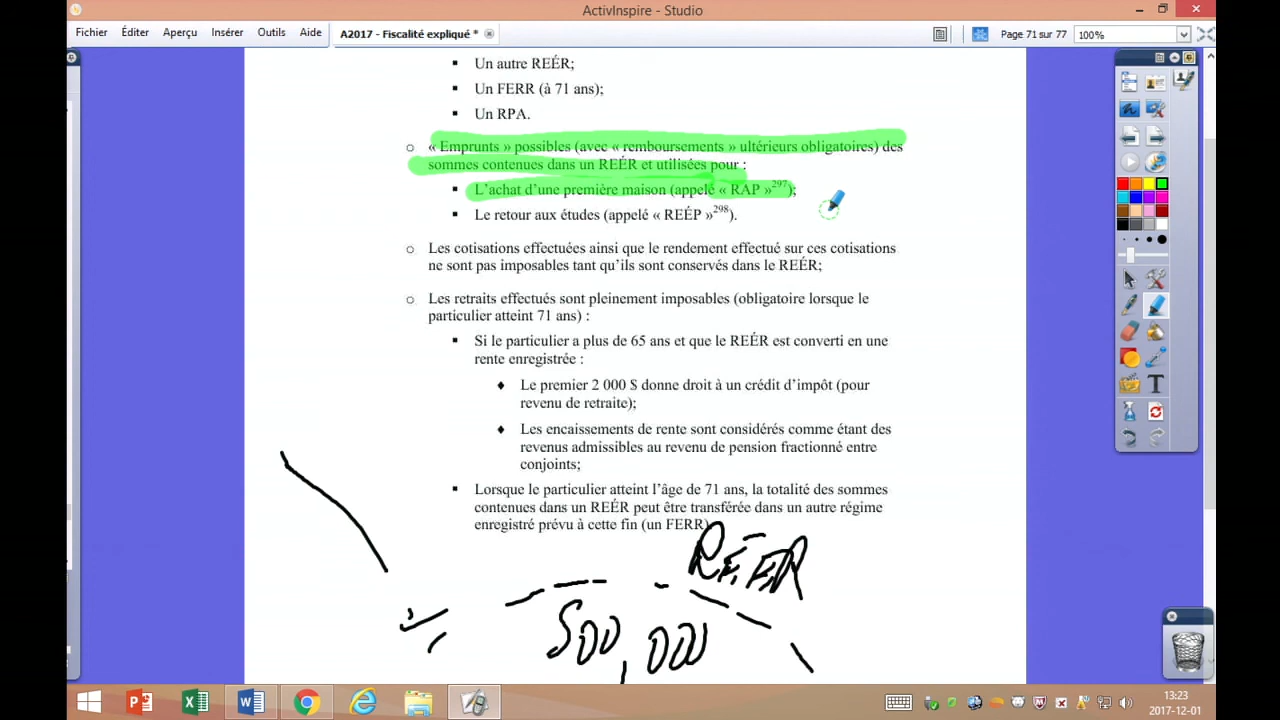 ActivInspire - Studio
Fichier Éditer Aperçu Insérer Outils Aide A2017 - Fiscalité expliqué * Page 71 sur 77 100%
▪ Un autre REÉR;
▪ Un FERR (à 71 ans);
▪ Un RPA.
o « Emprunts » possibles (avec « remboursements » ultérieurs obligatoires) des
sommes contenues dans un REÉR et utilisées pour :
▪ L'achat d'une première maison (appelé « RAP »297);
▪ Le retour aux études (appelé « REÉP »298).
o Les cotisations effectuées ainsi que le rendement effectué sur ces cotisations
ne sont pas imposables tant qu'ils sont conservés dans le REÉR;
o Les retraits effectués sont pleinement imposables (obligatoire lorsque le
particulier atteint 71 ans) :
▪ Si le particulier a plus de 65 ans et que le REÉR est converti en une
rente enregistrée :
♦ Le premier 2 000 $ donne droit à un crédit d'impôt (pour
revenu de retraite);
♦ Les encaissements de rente sont considérés comme étant des
revenus admissibles au revenu de pension fractionné entre
conjoints;
▪ Lorsque le particulier atteint l'âge de 71 ans, la totalité des sommes
contenues dans un REÉR peut être transférée dans un autre régime
enregistré prévu à cette fin (un FERR)
REÉR
500,000
13:23
2017-12-01